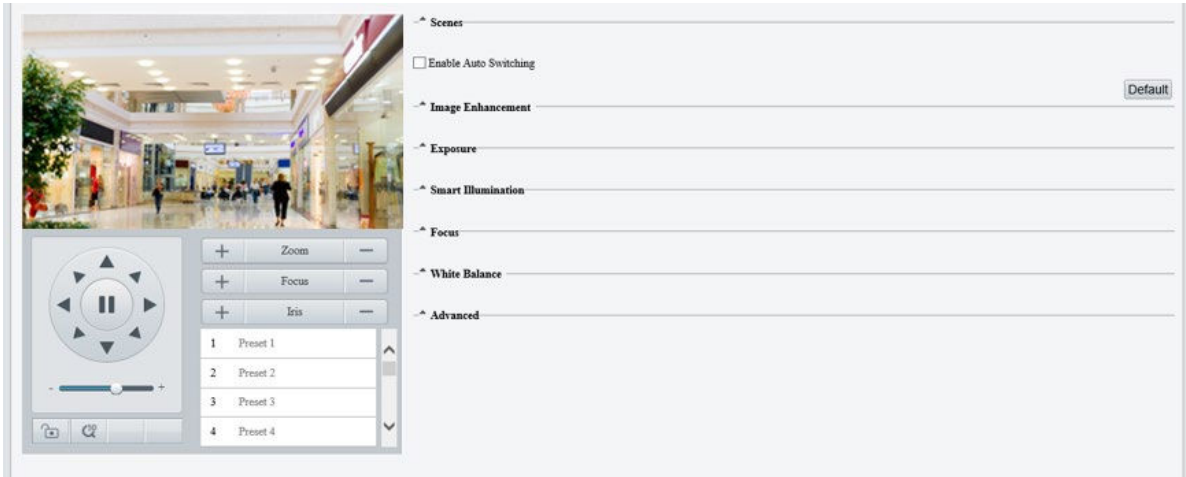 Scenes
Enable Auto Switching
Default
Image Enhancement
Exposure
Smart Illumination
Focus
White Balance
Advanced
+ Zoom −
+ Focus −
+ Iris −
1 Preset 1
2 Preset 2
3 Preset 3
4 Preset 4
- +
3D